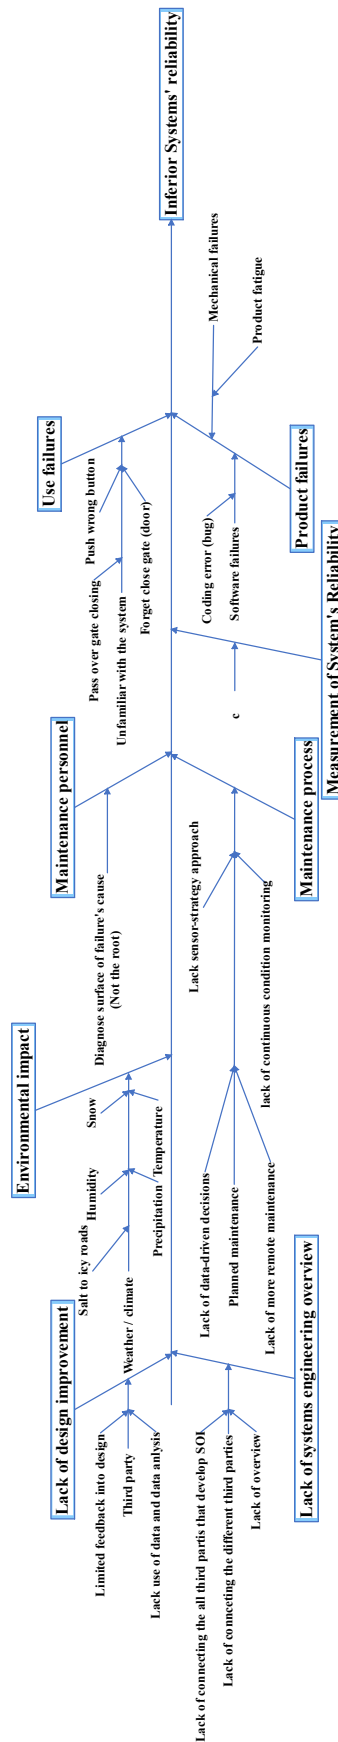 Lack of design improvement
Limited feedback into design
Third party
Lack use of data and data anlysis
Environmental impact
Salt to icy roads
Humidity
Snow
Weather / climate
Precipitation
Temperature
Maintenance personnel
Diagnose surface of failure's cause
(Not the root)
Use failures
Pass over gate closing
Push wrong button
Unfamiliar with the system
Forget close gate (door)
Inferior Systems' reliability
Lack of systems engineering overview
Lack of connecting the all third partis that develop SOI
Lack of connceting the different third parties
Lack of overview
Maintenance process
Lack of data-driven decisions
Planned maintenance
Lack of more remote maintenance
Lack sensor-strategy approach
lack of continuous condition monitoring
Measurement of System's Reliability
c
Product failures
Coding error (bug)
Software failures
Mechanical failures
Product fatigue